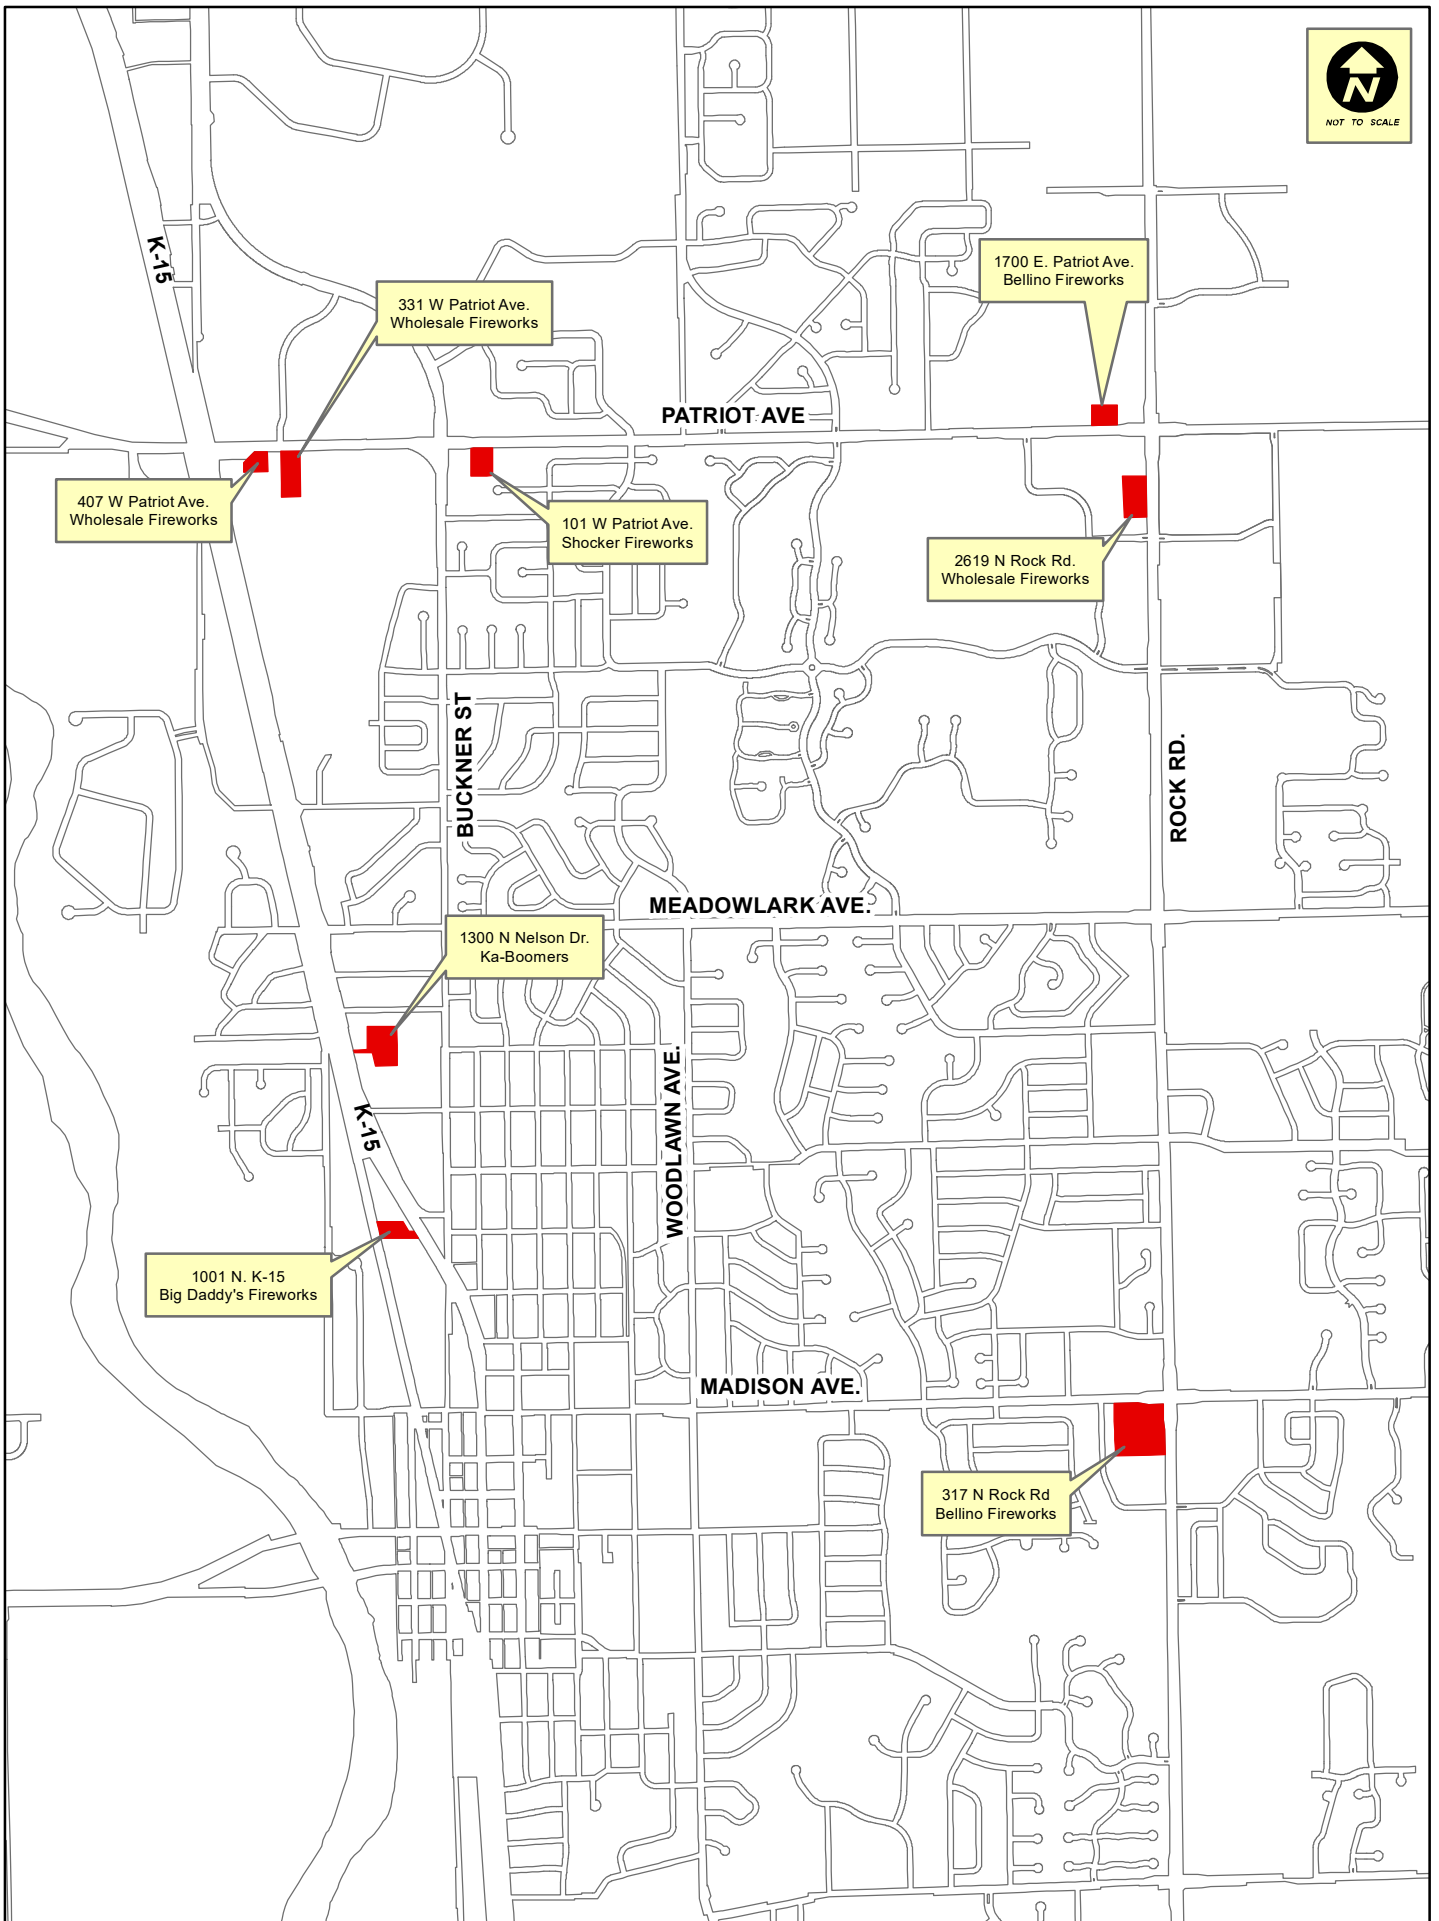 N
NOT TO SCALE
K-15
1700 E. Patriot Ave.
Bellino Fireworks
331 W Patriot Ave.
Wholesale Fireworks
PATRIOT AVE
407 W Patriot Ave.
Wholesale Fireworks
101 W Patriot Ave.
Shocker Fireworks
2619 N Rock Rd.
Wholesale Fireworks
BUCKNER ST
ROCK RD.
MEADOWLARK AVE.
1300 N Nelson Dr.
Ka-Boomers
WOODLAWN AVE.
K-15
1001 N. K-15
Big Daddy's Fireworks
MADISON AVE.
317 N Rock Rd
Bellino Fireworks